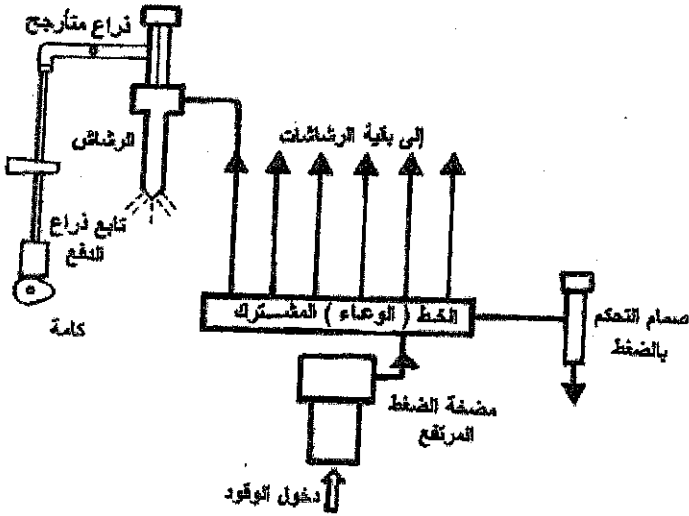 ذراع متأرجح
إلى بقية الرشاشات
الرشاش
تابع ذراع
الدفع
كامة
الخط ( الوعاء ) المشترك
صمام التحكم
بالضغط
مضخة الضغط
المرتفع
دخول الوقود